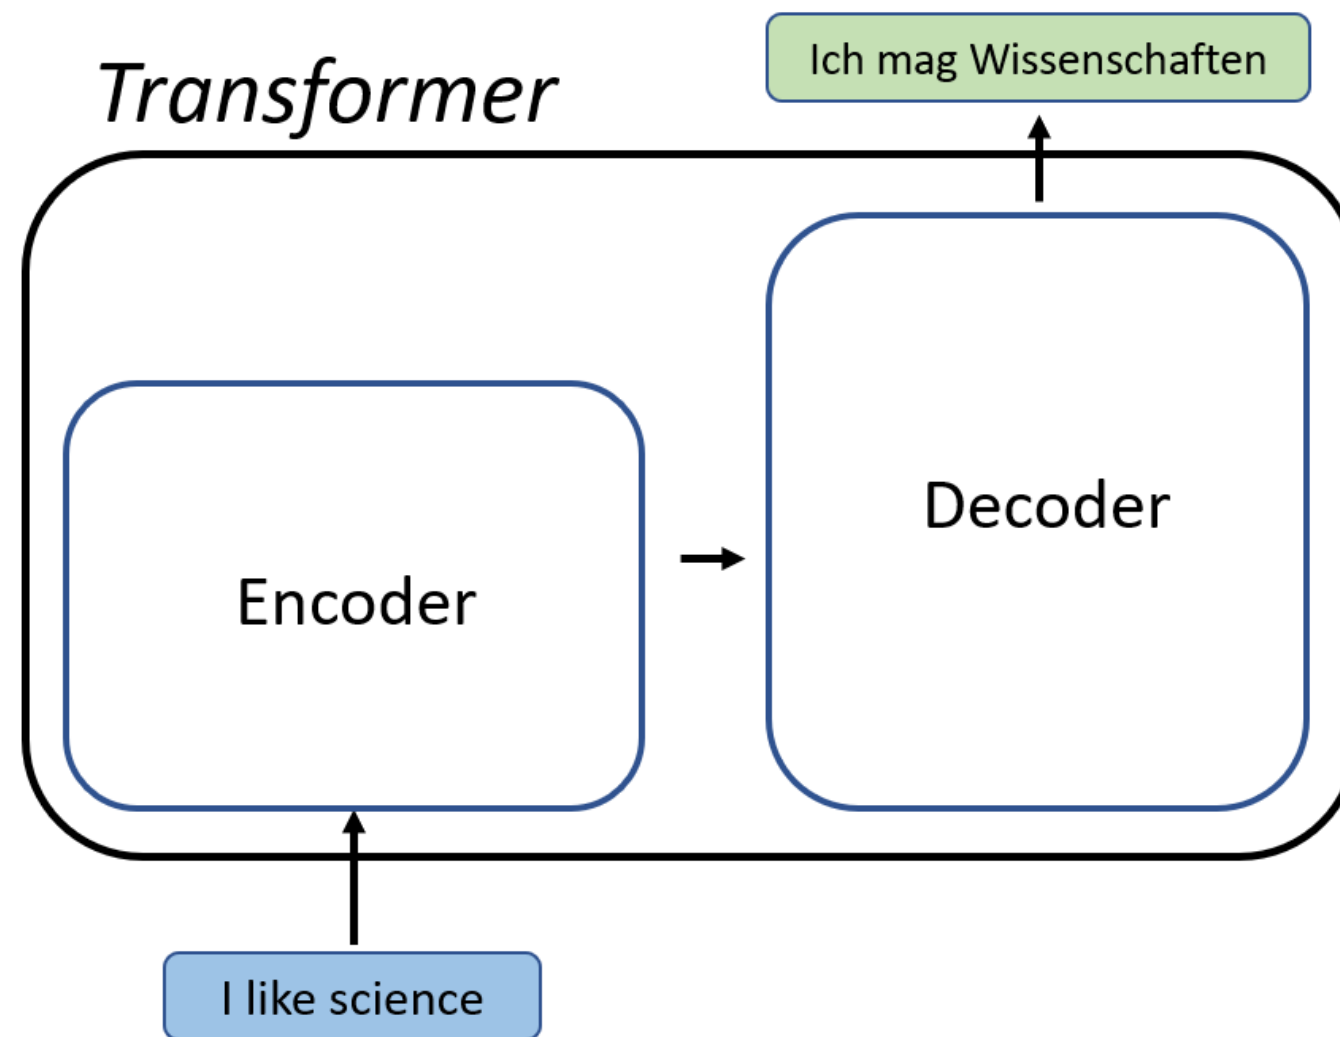 Ich mag Wissenschaften
Transformer
Decoder
Encoder
I like science